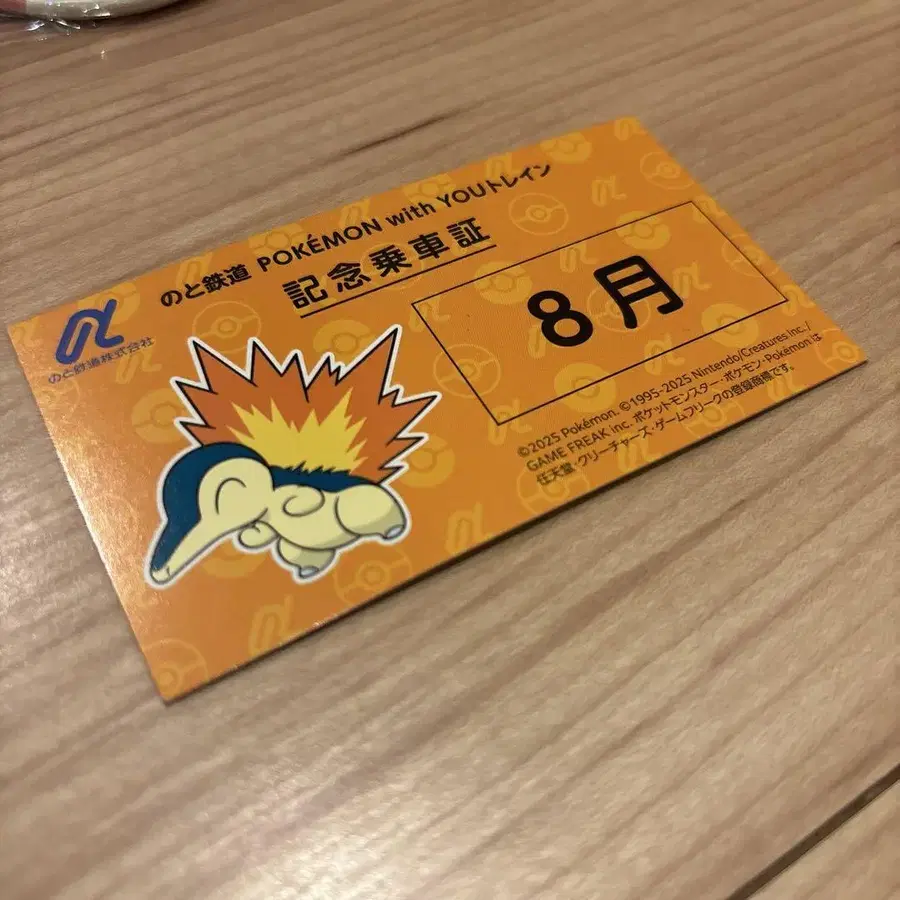 のと鉄道 POKÉMON with YOUトレイン
記念乗車証
のと鉄道株式会社
8月
©2025 Pokémon. ©1995-2025 Nintendo/Creatures Inc./
GAME FREAK inc. ポケットモンスター・ポケモン・Pokémonは
任天堂・クリーチャーズ・ゲームフリークの登録商標です。